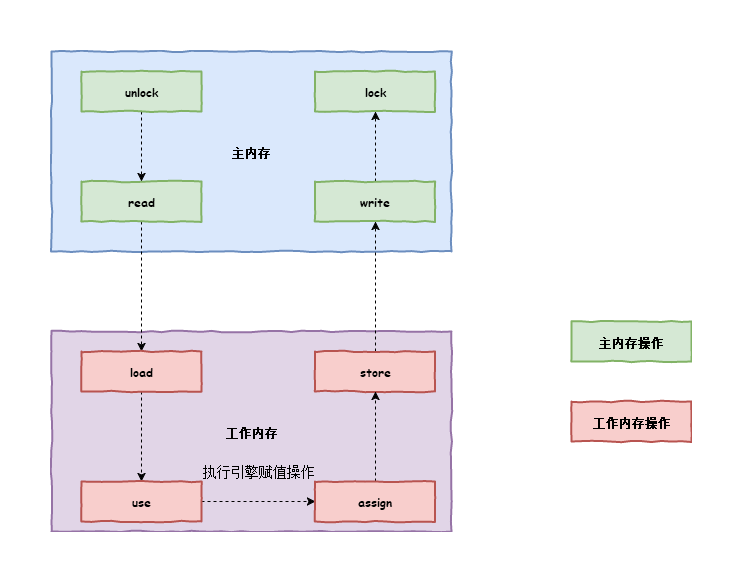 unlock
lock
主内存
read
write
load
store
工作内存
执行引擎赋值操作
use
assign
主内存操作
工作内存操作